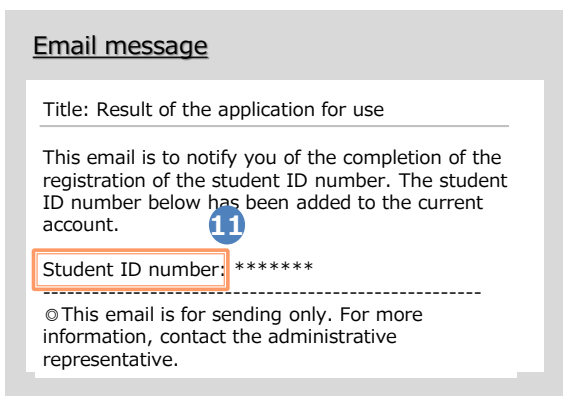 Email message
Title: Result of the application for use
This email is to notify you of the completion of the
registration of the student ID number. The student
ID number below has been added to the current
account.
11
Student ID number: *******
--------------------------------------------------------
◎This email is for sending only. For more
information, contact the administrative
representative.